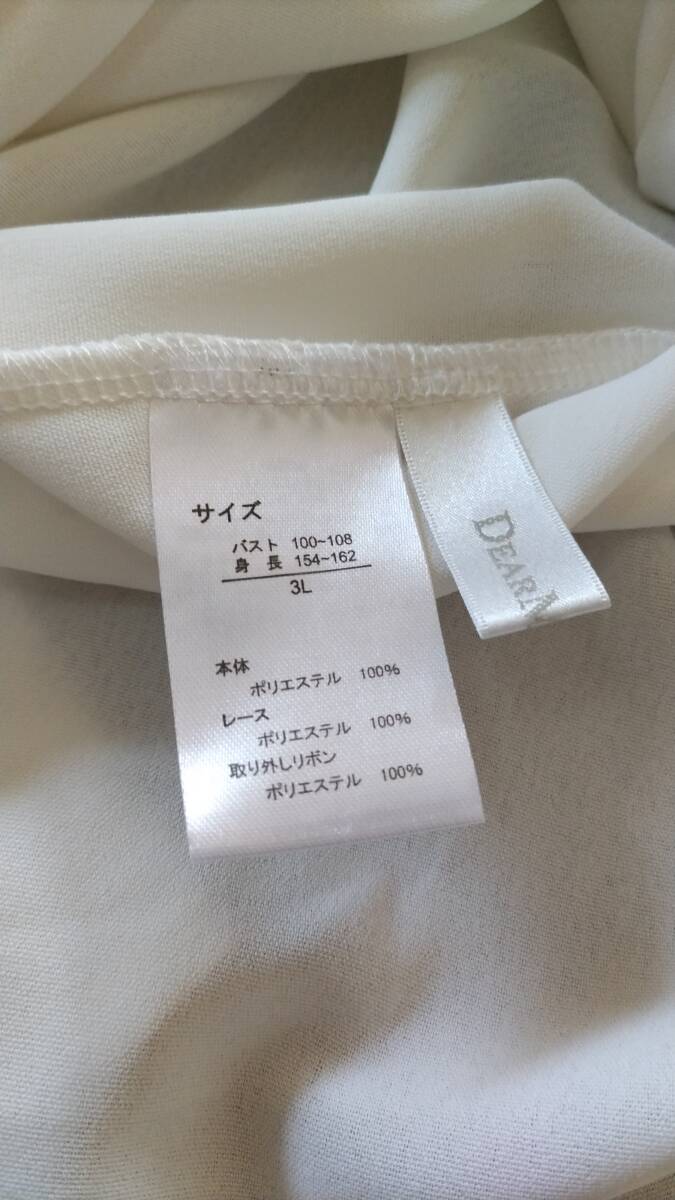 サイズ
バスト 100~108
身 長 154~162
3L
本体
ポリエステル 100%
レース
ポリエステル 100%
取り外しリボン
ポリエステル 100%